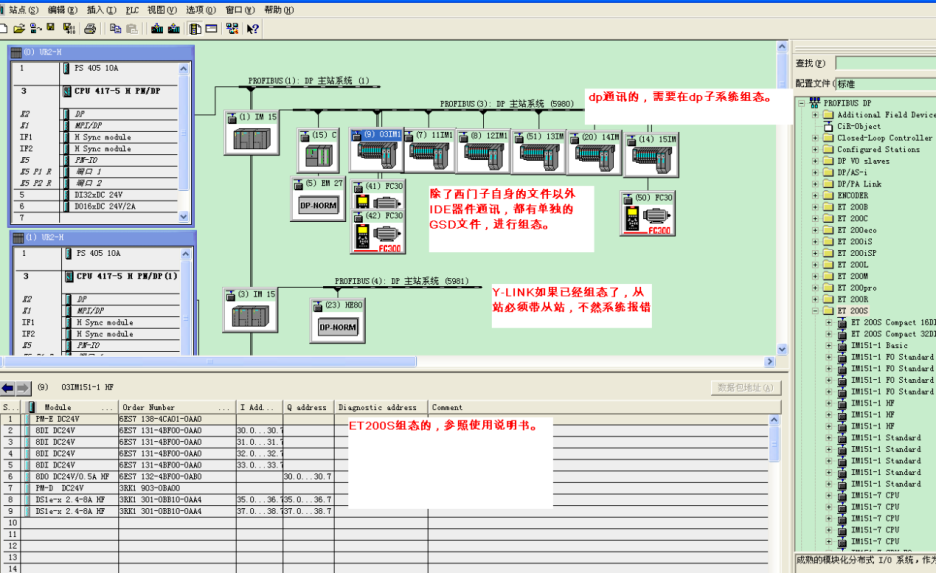 站点(S) 编辑(E) 插入(I) PLC 视图(V) 选项(O) 窗口(W) 帮助(H)
(0) UR2-H
1 PS 405 10A
3 CPU 417-5 H PN/DP
X2 DP
X1 MPI/DP
IF1 H Sync module
IF2 H Sync module
X5 PN-IO
X5 P1 R 端口 1
X5 P2 R 端口 2
5 DI32xDC 24V
6 DO16xDC 24V/2A
7
(1) UR2-H
1 PS 405 10A
3 CPU 417-5 H PN/DP(1)
X2 DP
X1 MPI/DP
IF1 H Sync module
IF2 H Sync module
X5 PN-IO
PROFIBUS(1): DP 主站系统 (1)
PROFIBUS(3): DP 主站系统 (5980)
dp通讯的，需要在dp子系统组态。
(1) IM 15
(15) C
(9) 03IM1
(7) 11IM1
(8) 12IM1
(51) 13IM
(20) 14IM
(14) 15IM
(5) EM 27
DP-NORM
(41) FC30
(42) FC30
FC300
(50) FC30
FC300
除了西门子自身的文件以外
IDE器件通讯，都有单独的
GSD文件，进行组态。
PROFIBUS(4): DP 主站系统 (5981)
(3) IM 15
(23) HE80
DP-NORM
Y-LINK如果已经组态了，从
站必须带从站，不然系统报错
查找(F)
配置文件 标准
PROFIBUS DP
Additional Field Device
CiR-Object
Closed-Loop Controller
Configured Stations
DP V0 slaves
DP/AS-i
DP/PA Link
ENCODER
ET 200B
ET 200C
ET 200eco
ET 200iS
ET 200iSP
ET 200L
ET 200M
ET 200pro
ET 200R
ET 200S
ET 200S Compact 16DI
ET 200S Compact 32DI
IM151-1 Basic
IM151-1 FO Standard
IM151-1 FO Standard
IM151-1 FO Standard
IM151-1 FO Standard
IM151-1 HF
IM151-1 HF
IM151-1 HF
IM151-1 Standard
IM151-1 Standard
IM151-1 Standard
IM151-1 Standard
IM151-1 Standard
IM151-7 CPU
IM151-7 CPU
IM151-7 CPU
IM151-7 CPU
IM151-7 CPU
成熟的模块化分布式 I/O 系统，作为
(9) 03IM151-1 HF
数据包地址(A)
S... Module ... Order Number ... I Add... Q address Diagnostic address Comment
1 PM-E DC24V 6ES7 138-4CA01-0AA0
2 8DI DC24V 6ES7 131-4BF00-0AA0 30.0...30.7
3 8DI DC24V 6ES7 131-4BF00-0AA0 31.0...31.7
4 8DI DC24V 6ES7 131-4BF00-0AA0 32.0...32.7
5 8DI DC24V 6ES7 131-4BF00-0AA0 33.0...33.7
6 8DO DC24V/0.5A HF 6ES7 132-4BF00-0AB0 30.0...30.7
7 PM-D DC24V 3RK1 903-0BA00
8 DS1e-x 2.4-8A HF 3RK1 301-0BB10-0AA4 35.0...36.7 35.0...36.7
9 DS1e-x 2.4-8A HF 3RK1 301-0BB10-0AA4 37.0...38.7 37.0...38.7
10
11
12
13
14
ET200S组态的，参照使用说明书。